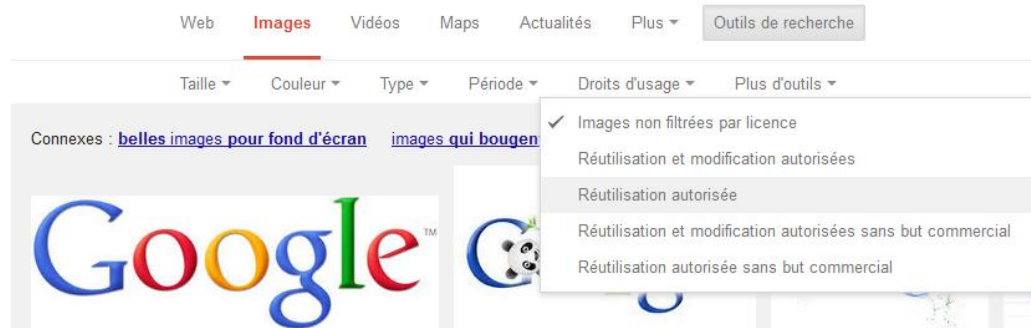 Web Images Vidéos Maps Actualités Plus Outils de recherche
Taille Couleur Type Période Droits d'usage Plus d'outils
Images non filtrées par licence
Connexes : belles images pour fond d'écran images qui bougen
Réutilisation et modification autorisées
Réutilisation autorisée
Réutilisation et modification autorisées sans but commercial
Réutilisation autorisée sans but commercial
Google TM